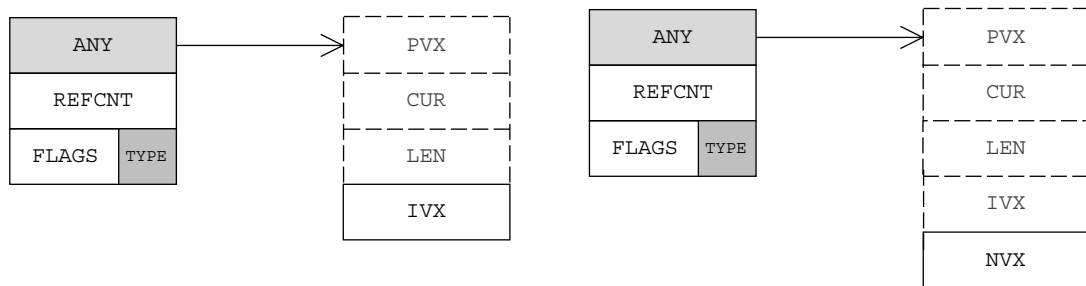 ANY
REFCNT
FLAGS TYPE
PVX
CUR
LEN
IVX
ANY
REFCNT
FLAGS TYPE
PVX
CUR
LEN
IVX
NVX